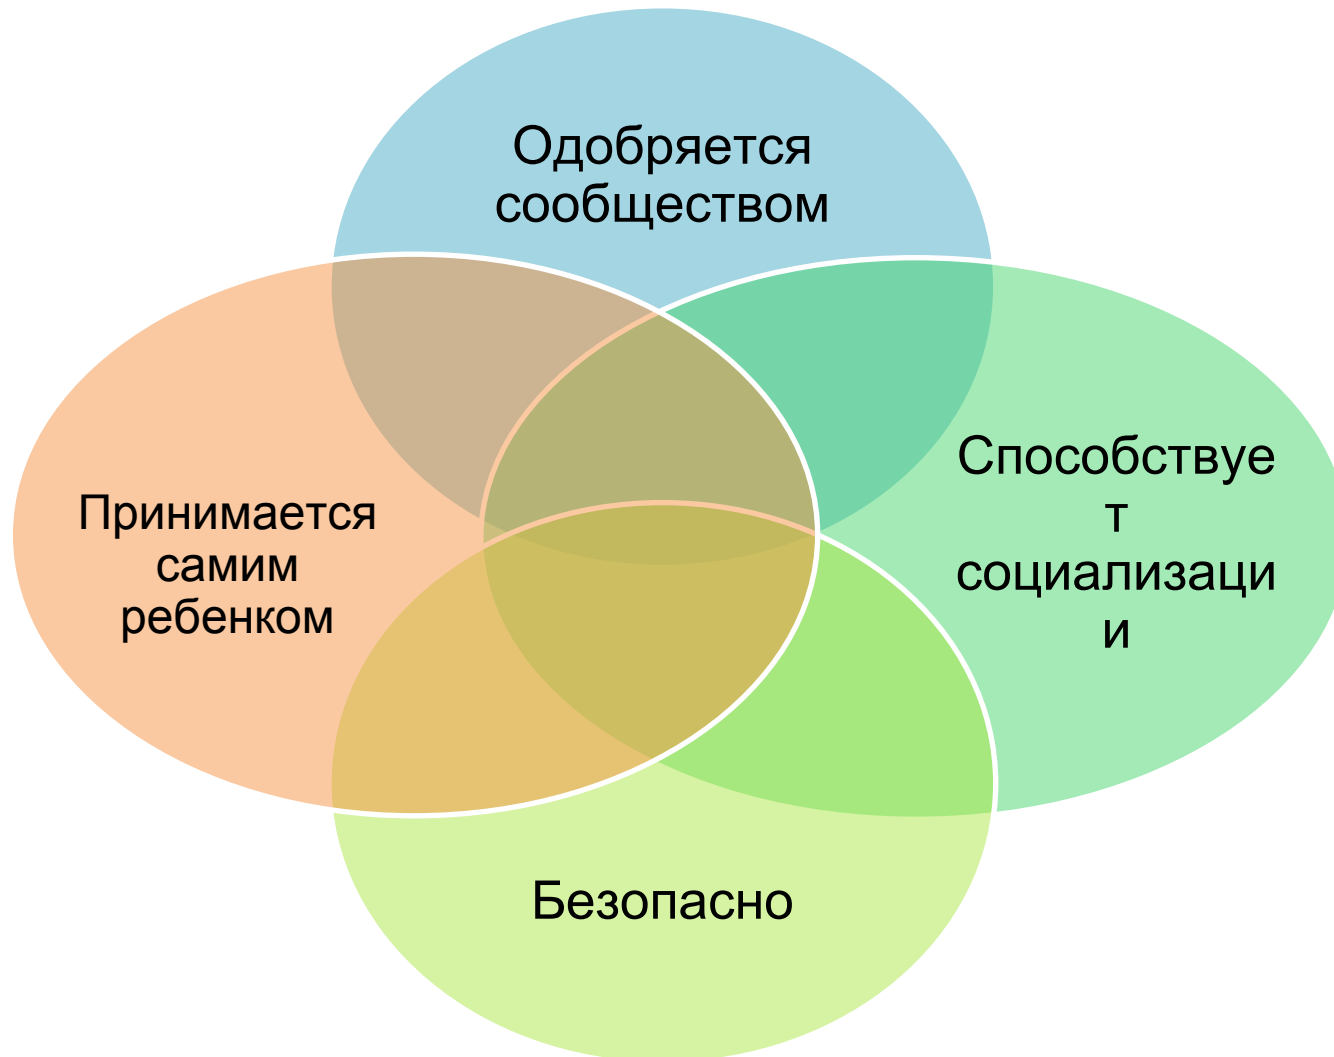 Одобряется
сообществом
Принимается
самим
ребенком
Способствуе
т
социализаци
и
Безопасно